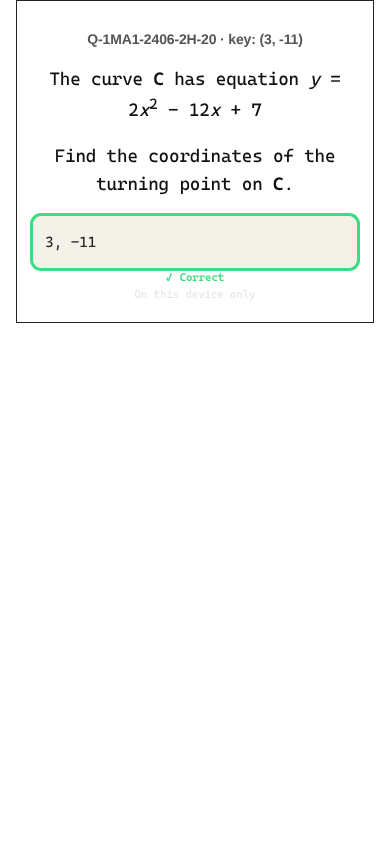 Q-1MA1-2406-2H-20 · key: (3, -11)
The curve C has equation y =
2x² − 12x + 7
Find the coordinates of the
turning point on C.
3, −11
✓ Correct
On this device only